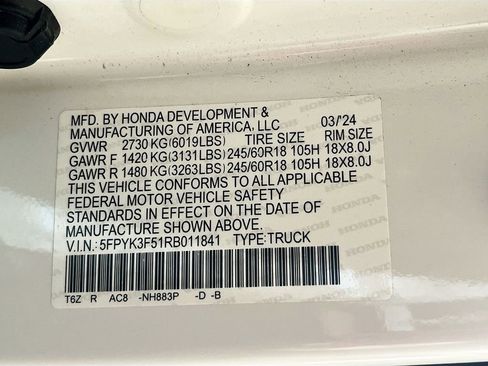 MFD. BY HONDA DEVELOPMENT &
MANUFACTURING OF AMERICA, LLC 03/'24
GVWR 2730 KG(6019LBS) TIRE SIZE RIM SIZE
GAWR F 1420 KG(3131LBS) 245/60R18 105H 18X8.0J
GAWR R 1480 KG(3263LBS) 245/60R18 105H 18X8.0J
THIS VEHICLE CONFORMS TO ALL APPLICABLE
FEDERAL MOTOR VEHICLE SAFETY
STANDARDS IN EFFECT ON THE DATE OF
MANUFACTURE SHOWN ABOVE.
V.I.N.: 5FPYK3F51RB011841 TYPE:TRUCK
T6Z R AC8 -NH883P -D -B